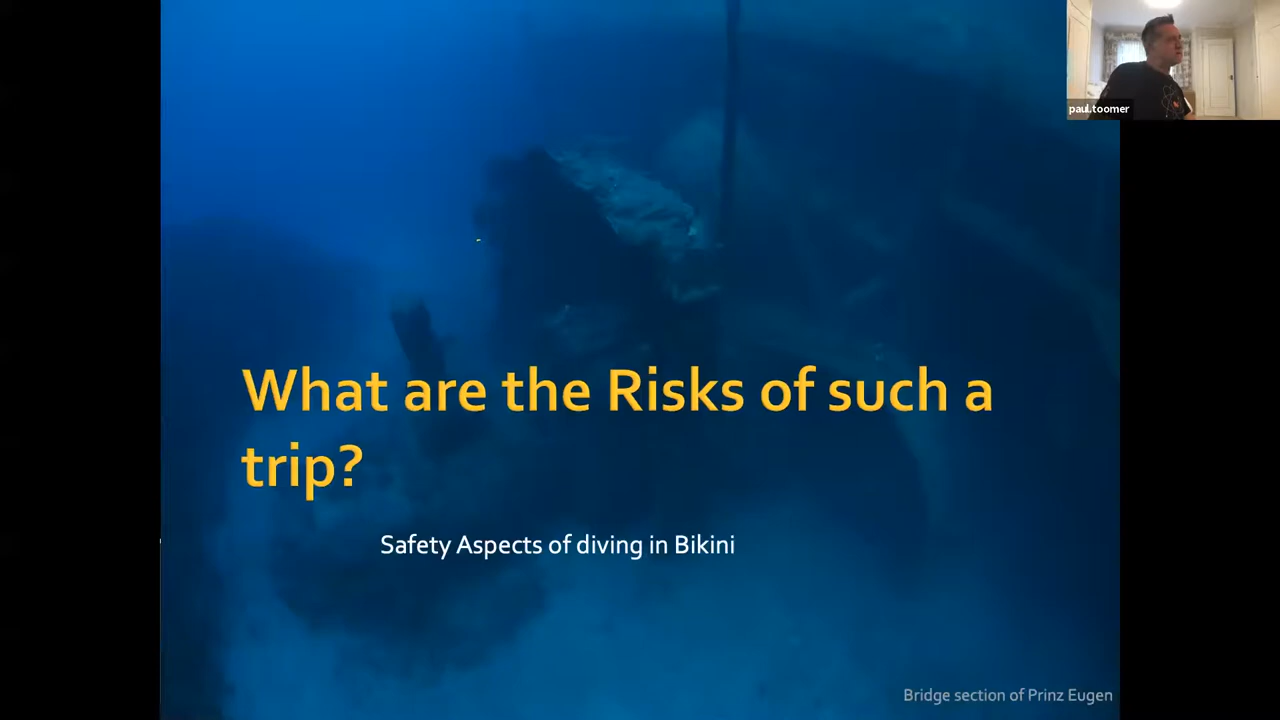 paul.toomer
What are the Risks of such a
trip?
Safety Aspects of diving in Bikini
Bridge section of Prinz Eugen